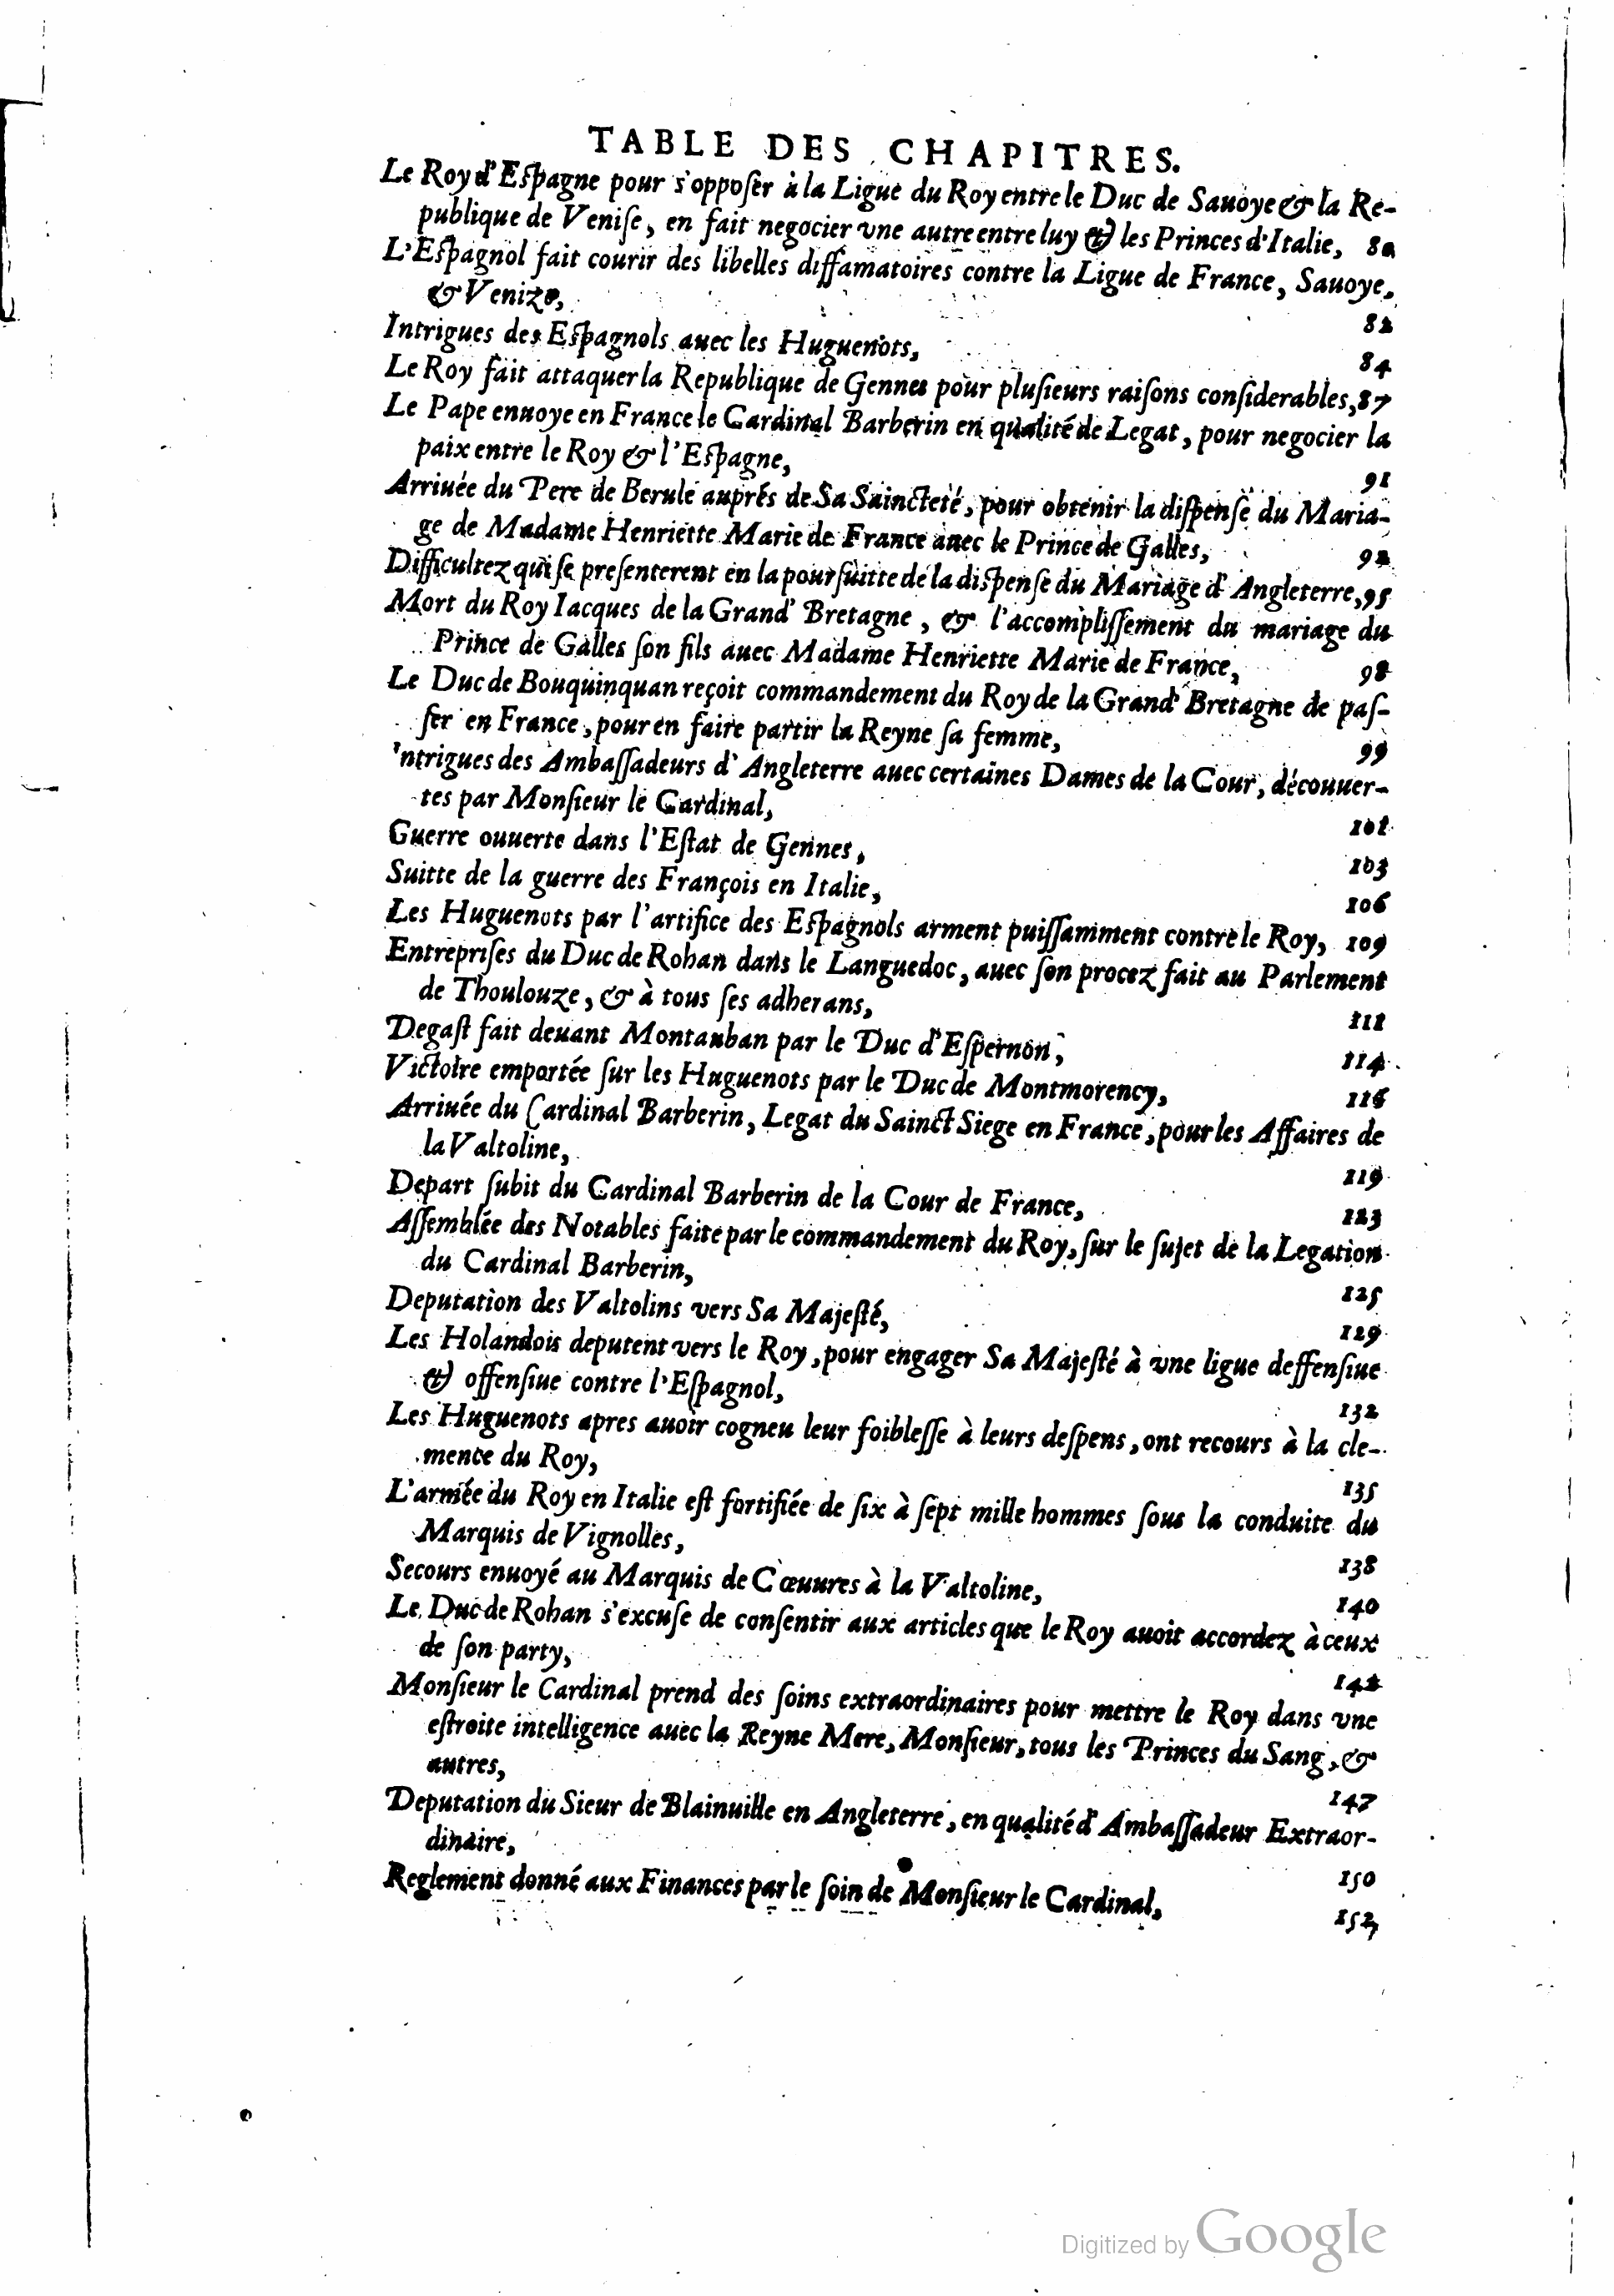 TABLE DES CHAPITRES.
Le Roy d'Eſpagne pour s'oppoſer à la Ligue du Roy entre le Duc de Sauoye & la Re-
publique de Veniſe, en fait negocier vne autre entre luy & les Princes d'Italie, 80
L'Eſpagnol fait courir des libelles diffamatoires contre la Ligue de France, Sauoye,
& Venize, 82
Intrigues des Eſpagnols auec les Huguenots, 84
Le Roy fait attaquer la Republique de Gennes pour pluſieurs raiſons conſiderables, 87
Le Pape enuoye en France le Cardinal Barberin en qualité de Legat, pour negocier la
paix entre le Roy & l'Eſpagne, 91
Arriuée du Pere de Berule auprés de Sa Saincteté, pour obtenir la diſpenſe du Maria-
ge de Madame Henriette Marie de France auec le Prince de Galles, 92
Difficultez qui ſe preſenterent en la pourſuitte de la diſpenſe du Mariage d'Angleterre, 95
Mort du Roy Iacques de la Grand' Bretagne, & l'accompliſſement du mariage du
Prince de Galles ſon fils auec Madame Henriette Marie de France, 98
Le Duc de Bouquinquan reçoit commandement du Roy de la Grand' Bretagne de paſ-
ſer en France, pour en faire partir la Reyne ſa femme, 99
'ntrigues des Ambaſſadeurs d'Angleterre auec certaines Dames de la Cour, découuer-
tes par Monſieur le Cardinal,
Guerre ouuerte dans l'Eſtat de Gennes, 103
Suitte de la guerre des François en Italie, 106
Les Huguenots par l'artifice des Eſpagnols arment puiſſamment contre le Roy, 109
Entrepriſes du Duc de Rohan dans le Languedoc, auec ſon procez fait au Parlement
de Thoulouze, & à tous ſes adherans,
Degaſt fait deuant Montauban par le Duc d'Eſpernon, 114
Victoire emportée ſur les Huguenots par le Duc de Montmorency, 116
Arriuée du Cardinal Barberin, Legat du Sainct Siege en France, pour les Affaires de
la Valtoline, 119
Depart ſubit du Cardinal Barberin de la Cour de France, 123
Aſſemblée des Notables faite par le commandement du Roy, ſur le ſujet de la Legation
du Cardinal Barberin, 125
Deputation des Valtolins vers Sa Majeſté, 129
Les Holandois deputent vers le Roy, pour engager Sa Majeſté à vne ligue deffenſiue
& offenſiue contre l'Eſpagnol, 132
Les Huguenots apres auoir cogneu leur foibleſſe à leurs deſpens, ont recours à la cle-
mence du Roy, 135
L'armée du Roy en Italie eſt fortifiée de ſix à ſept mille hommes ſous la conduite du
Marquis de Vignolles, 138
Secours enuoyé au Marquis de Cœuures à la Valtoline, 140
Le Duc de Rohan s'excuſe de conſentir aux articles que le Roy auoit accordez à ceux
de ſon party, 142
Monſieur le Cardinal prend des ſoins extraordinaires pour mettre le Roy dans vne
eſtroite intelligence auec la Reyne Mere, Monſieur, tous les Princes du Sang, &
autres, 147
Deputation du Sieur de Blainuille en Angleterre, en qualité d'Ambaſſadeur Extraor-
dinaire, 150
Reglement donné aux Finances par le ſoin de Monſieur le Cardinal, 152
Digitized by Google